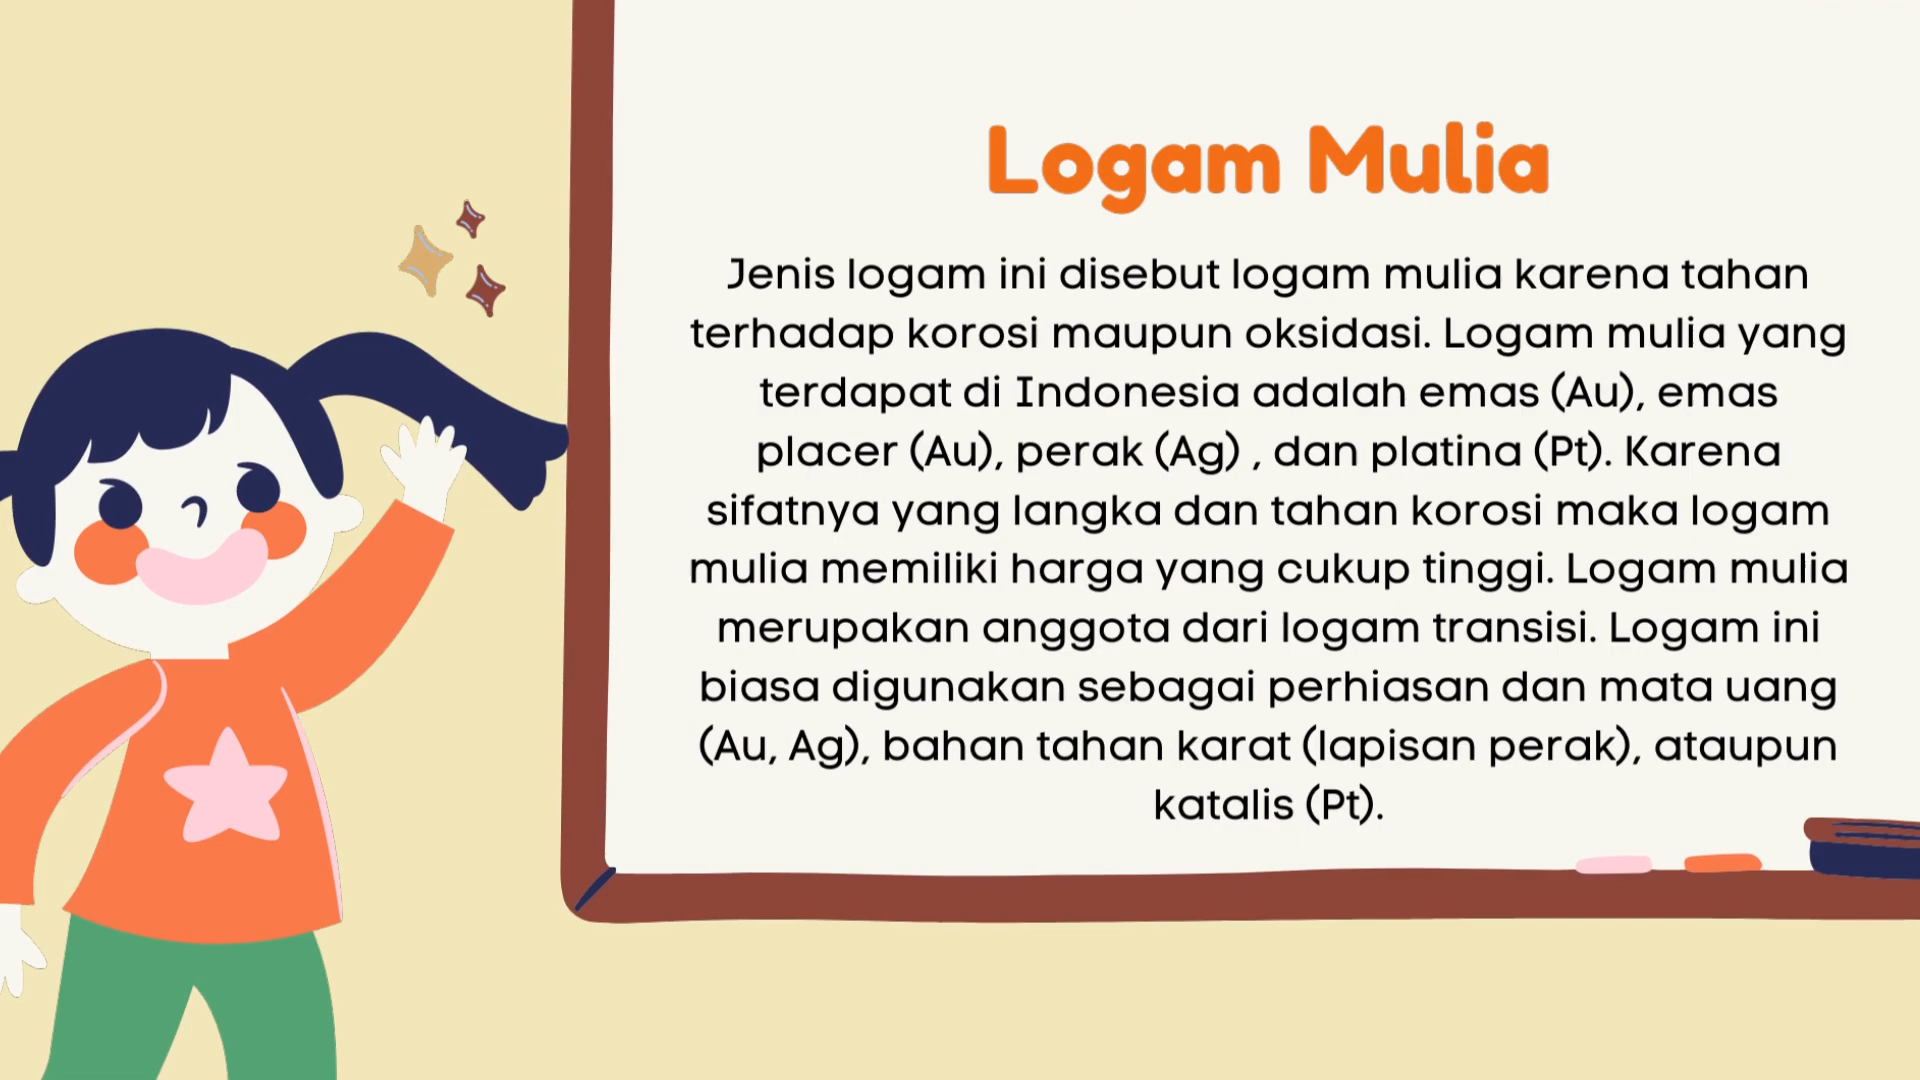 Logam Mulia
Jenis logam ini disebut logam mulia karena tahan
terhadap korosi maupun oksidasi. Logam mulia yang
terdapat di Indonesia adalah emas (Au), emas
placer (Au), perak (Ag) , dan platina (Pt). Karena
sifatnya yang langka dan tahan korosi maka logam
mulia memiliki harga yang cukup tinggi. Logam mulia
merupakan anggota dari logam transisi. Logam ini
biasa digunakan sebagai perhiasan dan mata uang
(Au, Ag), bahan tahan karat (lapisan perak), ataupun
katalis (Pt).